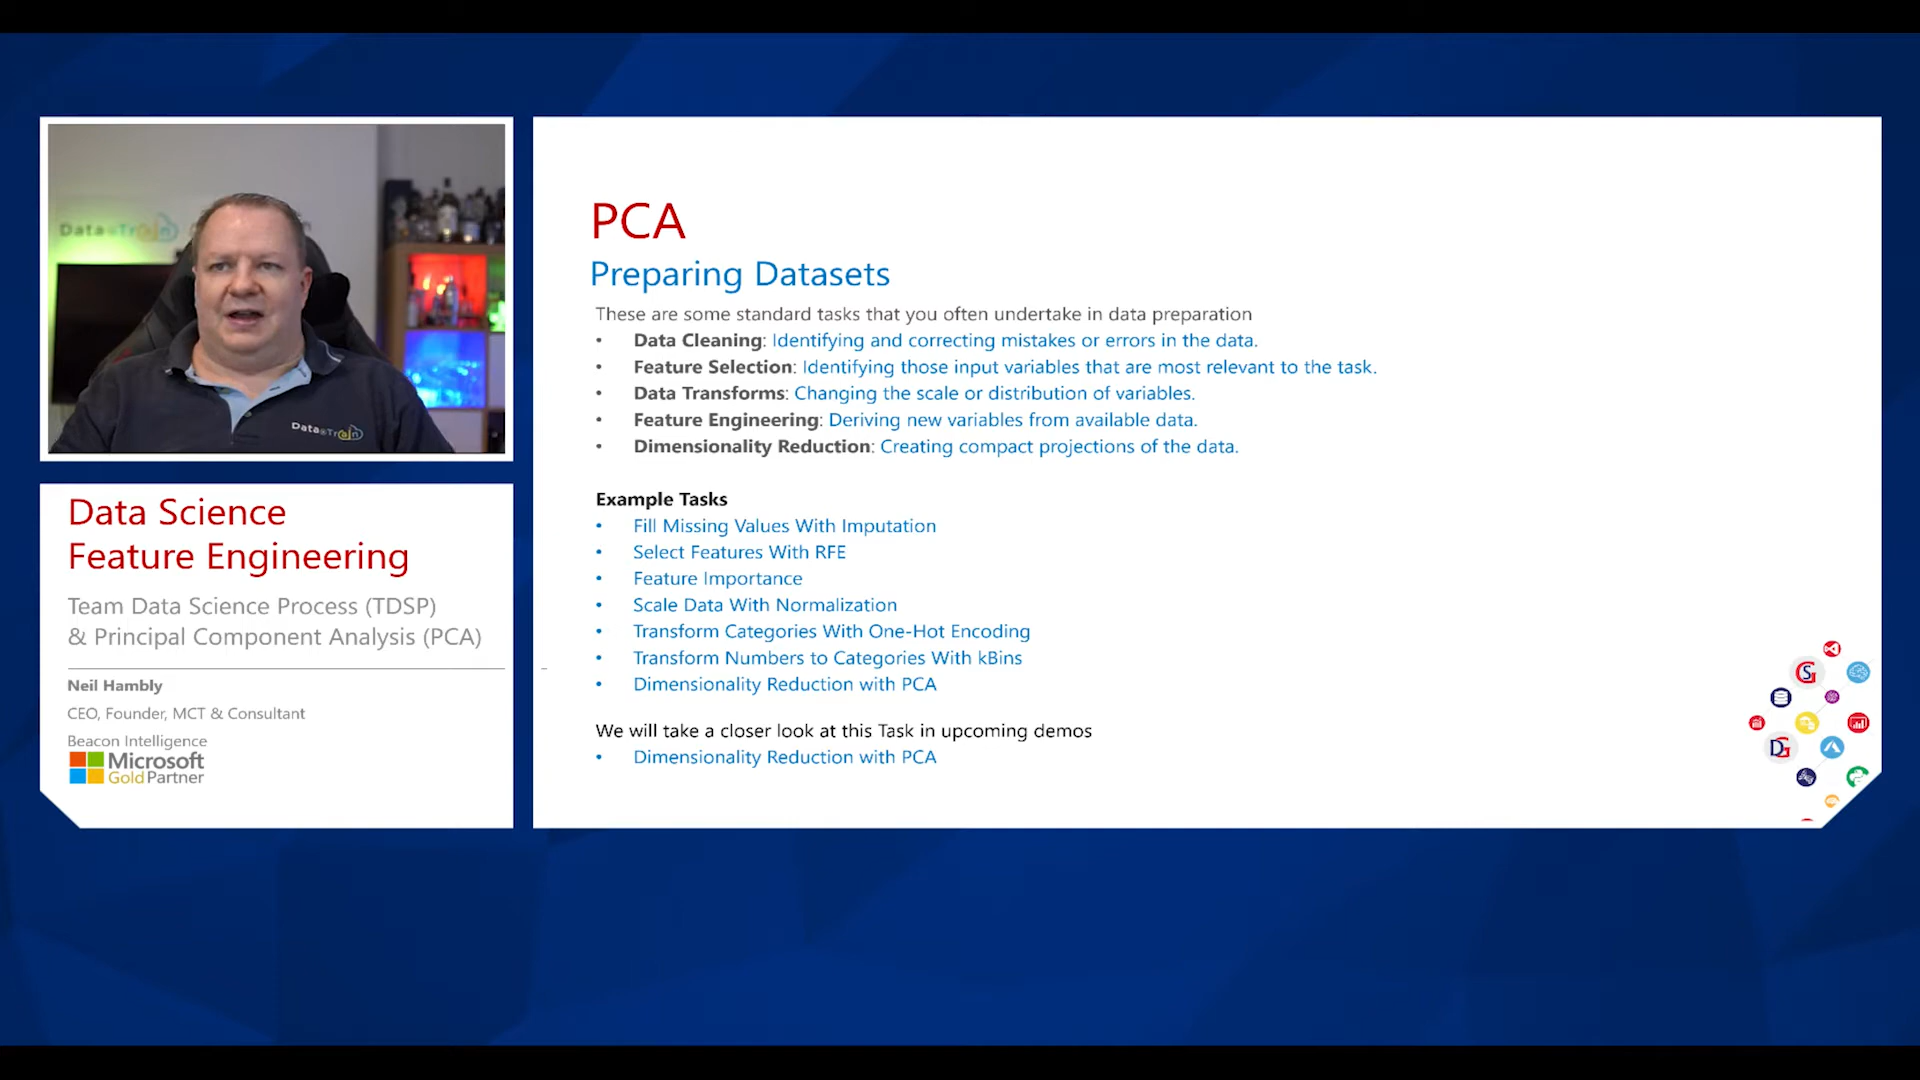 Data Train
Data Train
Data Science
Feature Engineering
Team Data Science Process (TDSP)
& Principal Component Analysis (PCA)
Neil Hambly
CEO, Founder, MCT & Consultant
Beacon Intelligence
Microsoft
Gold Partner
PCA
Preparing Datasets
These are some standard tasks that you often undertake in data preparation
• Data Cleaning: Identifying and correcting mistakes or errors in the data.
• Feature Selection: Identifying those input variables that are most relevant to the task.
• Data Transforms: Changing the scale or distribution of variables.
• Feature Engineering: Deriving new variables from available data.
• Dimensionality Reduction: Creating compact projections of the data.
Example Tasks
• Fill Missing Values With Imputation
• Select Features With RFE
• Feature Importance
• Scale Data With Normalization
• Transform Categories With One-Hot Encoding
• Transform Numbers to Categories With kBins
• Dimensionality Reduction with PCA
We will take a closer look at this Task in upcoming demos
• Dimensionality Reduction with PCA